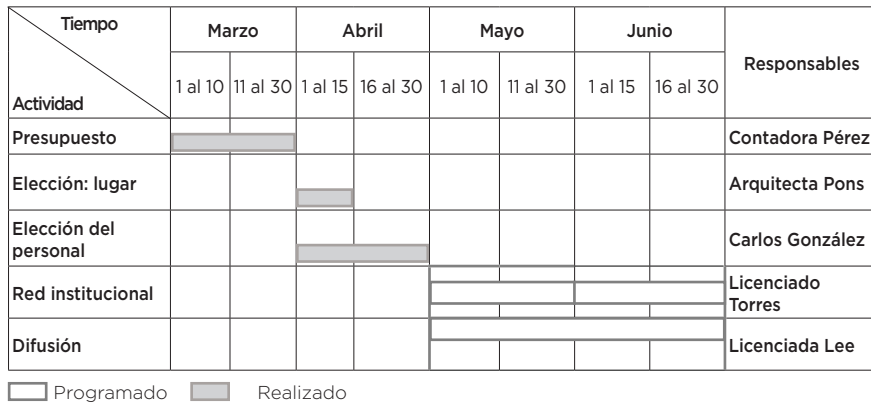 Tiempo
Actividad
Marzo Abril Mayo Junio Responsables
1 al 10 11 al 30 1 al 15 16 al 30 1 al 10 11 al 30 1 al 15 16 al 30
Presupuesto Contadora Pérez
Elección: lugar Arquitecta Pons
Elección del
personal Carlos González
Red institucional Licenciado
Torres
Difusión Licenciada Lee
Programado Realizado